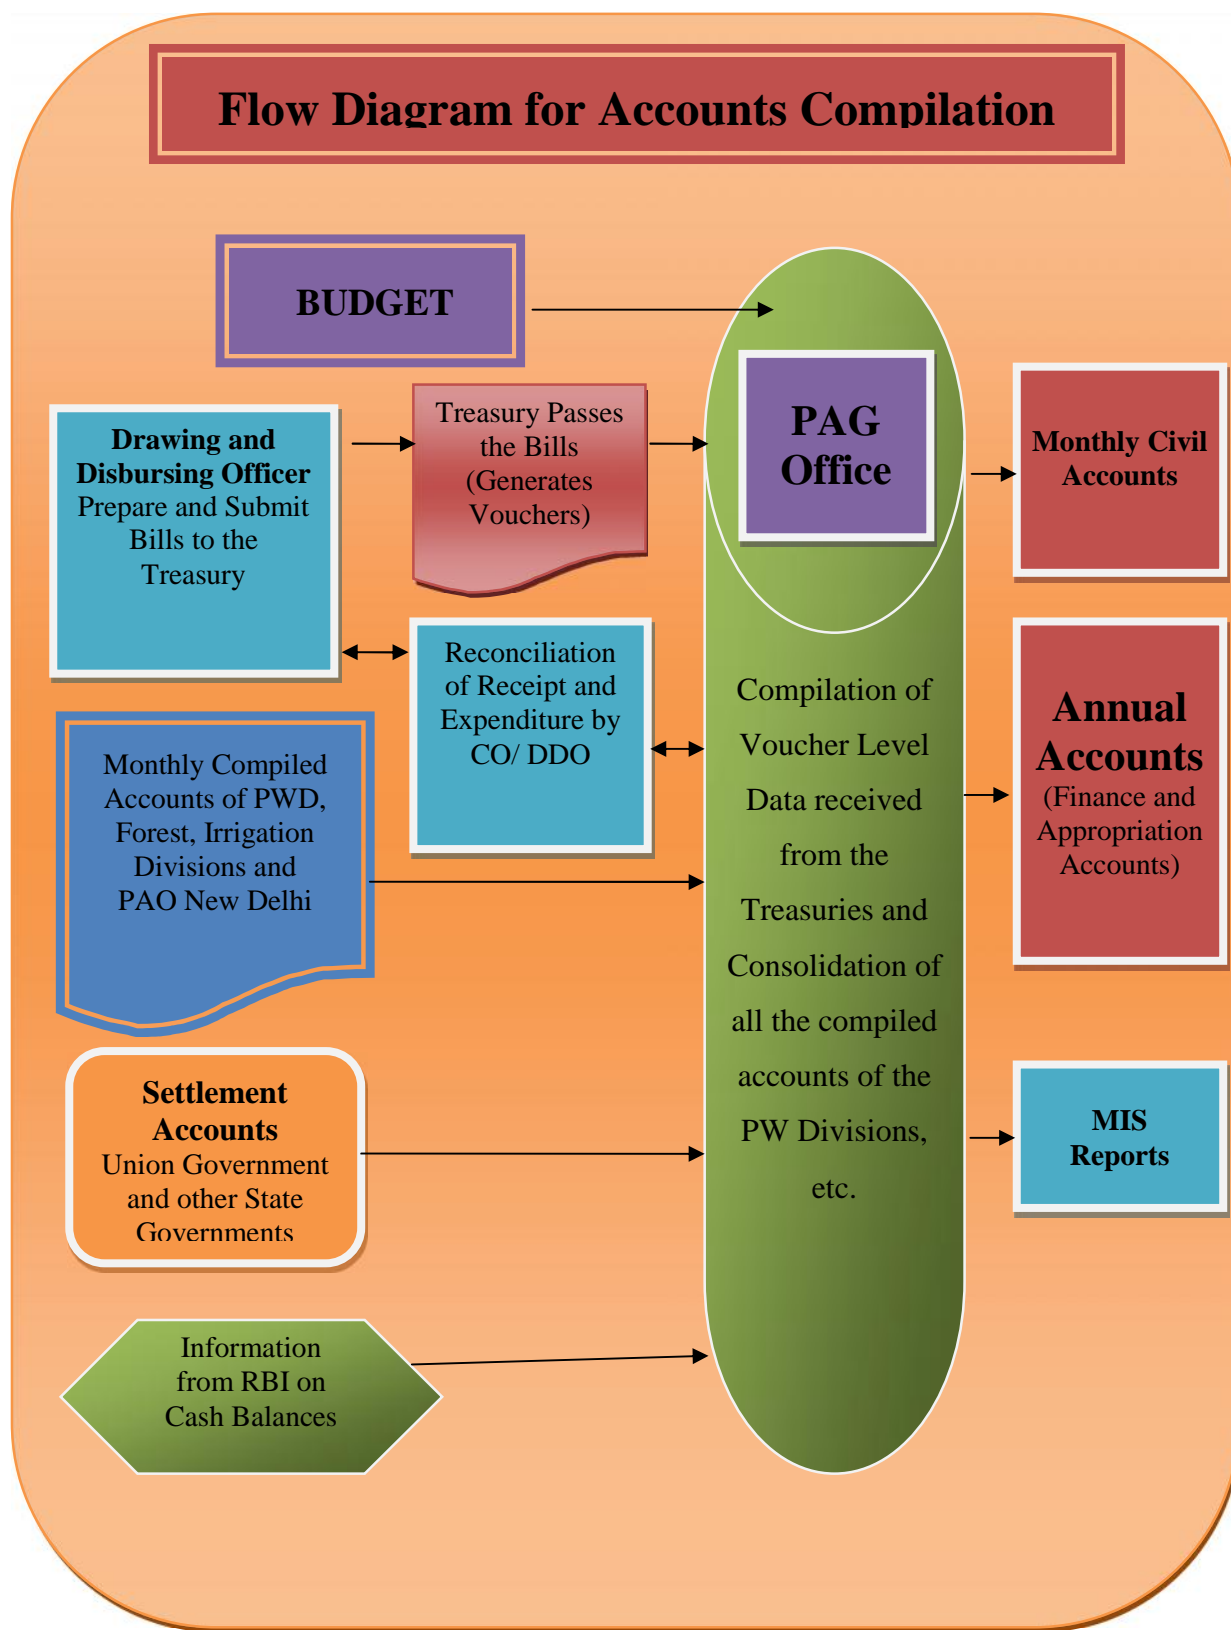 Flow Diagram for Accounts Compilation
BUDGET
Drawing and
Disbursing Officer
Prepare and Submit
Bills to the
Treasury
Treasury Passes
the Bills
(Generates
Vouchers)
PAG
Office
Monthly Civil
Accounts
Reconciliation
of Receipt and
Expenditure by
CO/ DDO
Monthly Compiled
Accounts of PWD,
Forest, Irrigation
Divisions and
PAO New Delhi
Compilation of
Voucher Level
Data received
from the
Treasuries and
Consolidation of
all the compiled
accounts of the
PW Divisions,
etc.
Annual
Accounts
(Finance and
Appropriation
Accounts)
Settlement
Accounts
Union Government
and other State
Governments
MIS
Reports
Information
from RBI on
Cash Balances